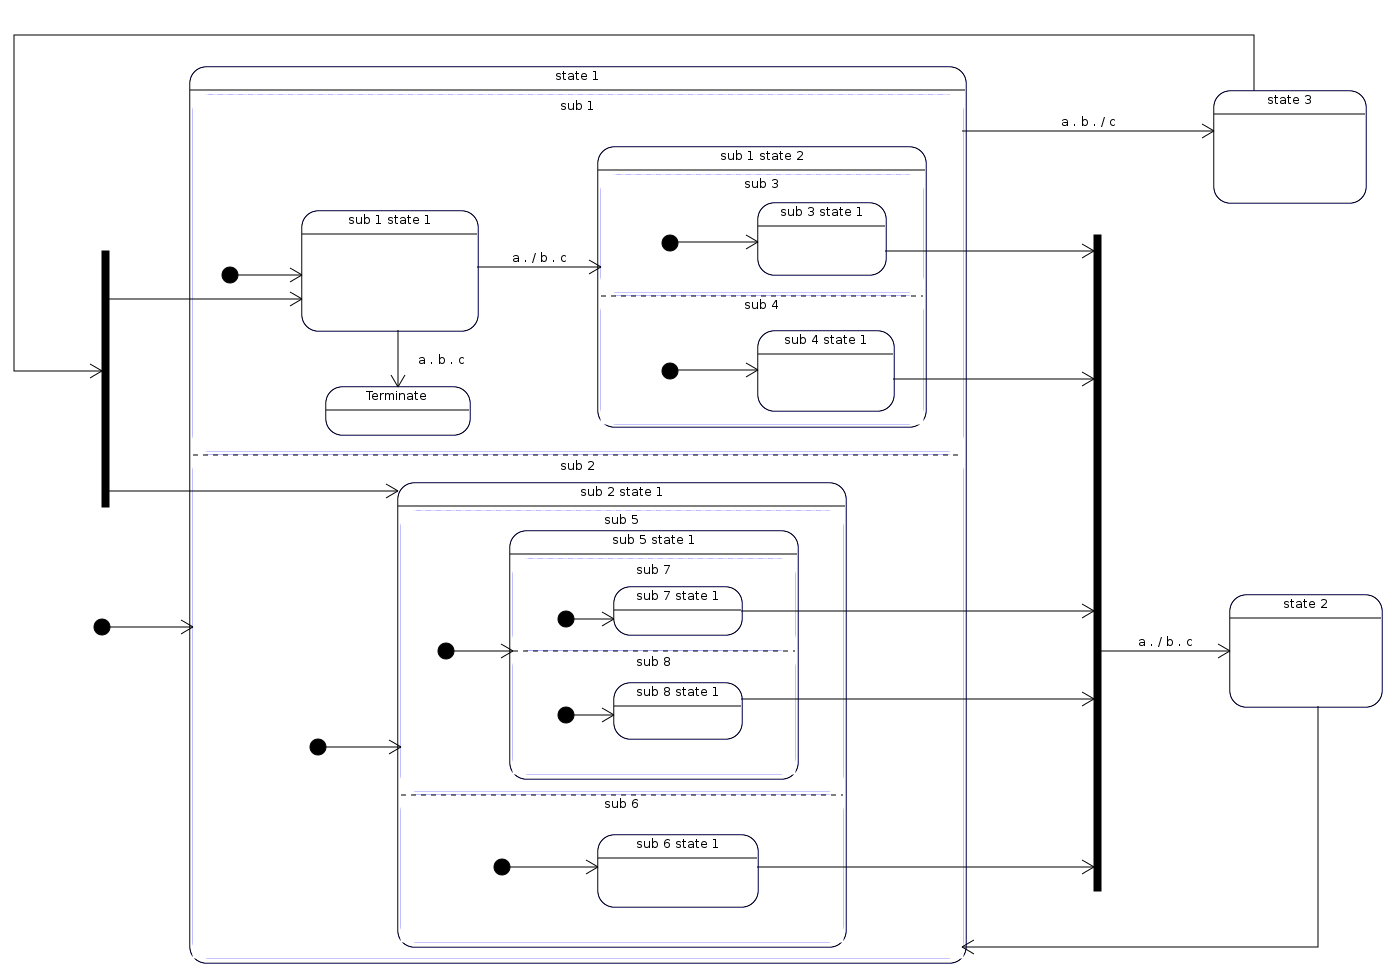 state 1
sub 1
state 3
a . b . / c
sub 1 state 2
sub 3
sub 3 state 1
sub 1 state 1
a . / b . c
sub 4
sub 4 state 1
a . b . c
Terminate
sub 2
sub 2 state 1
sub 5
sub 5 state 1
sub 7
sub 7 state 1
state 2
a . / b . c
sub 8
sub 8 state 1
sub 6
sub 6 state 1